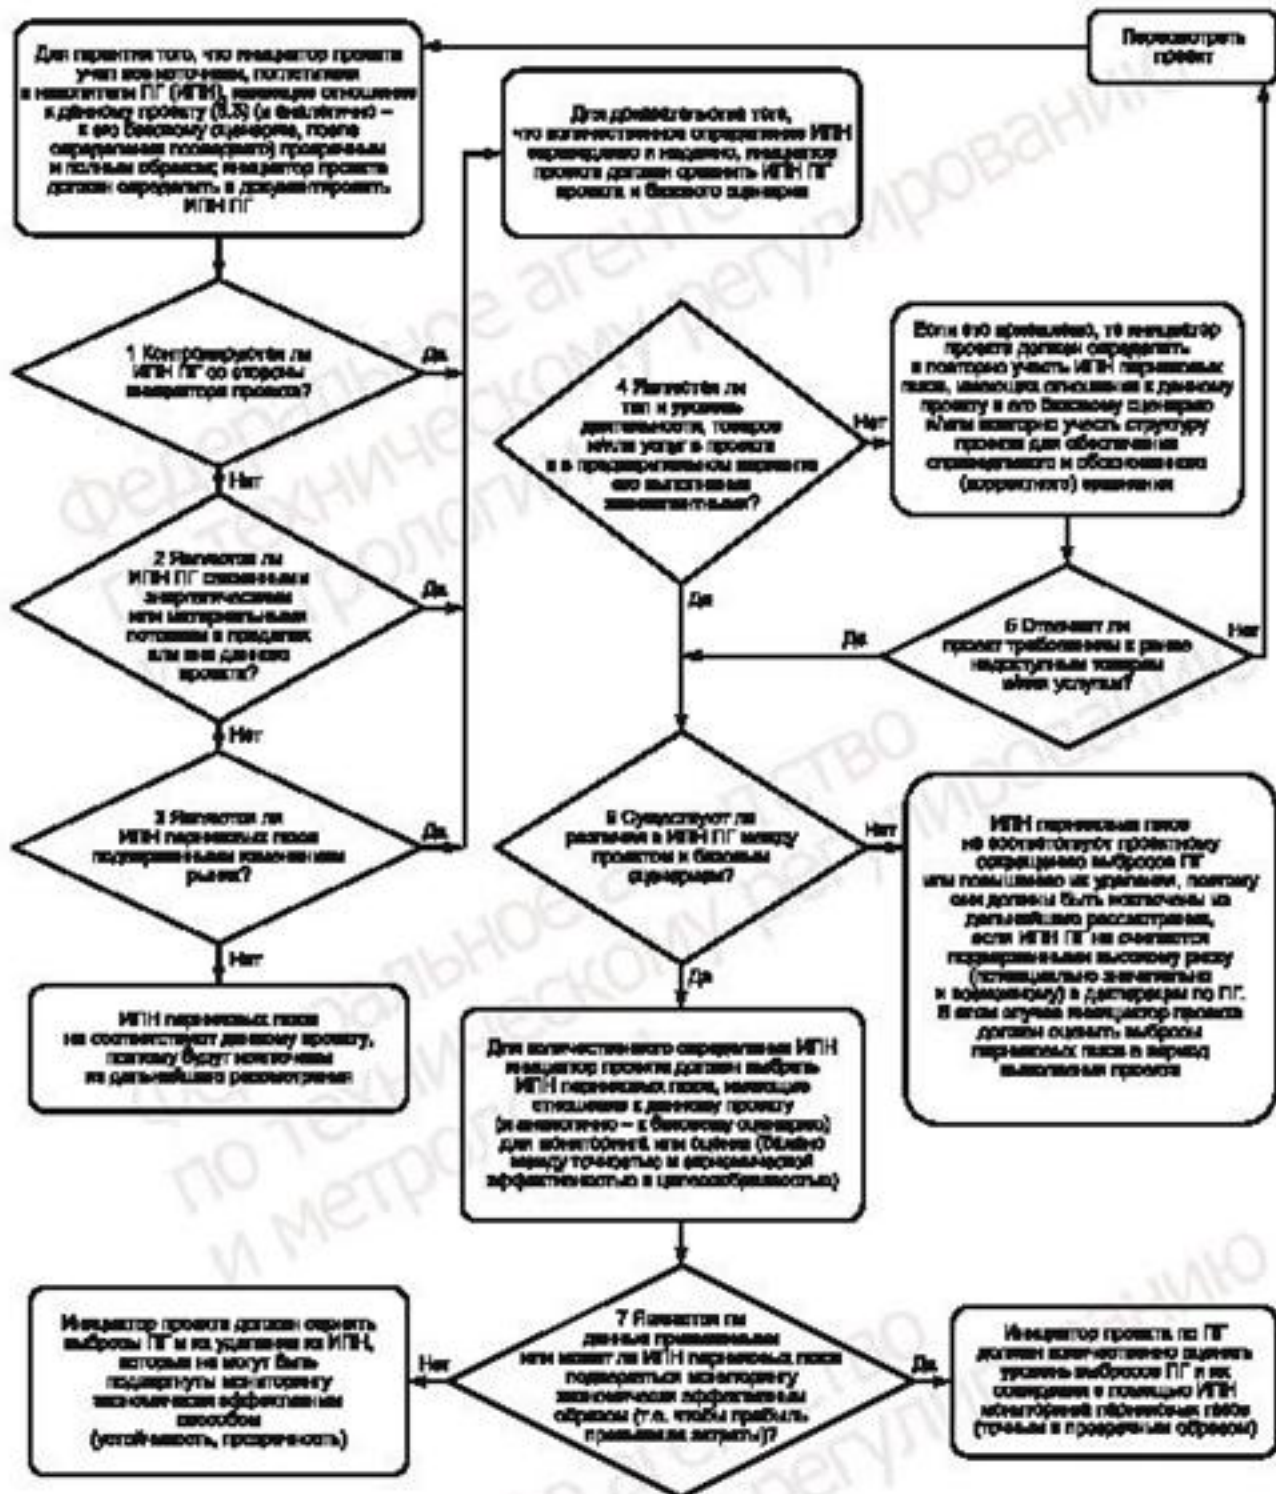 Пересмотреть
проект
Для гарантии того, что инициатор проекта
учел все источники, поглотители
и накопители ПГ (ИПН), имеющие отношение
к данному проекту (5.3) (и аналогично –
к его базовому сценарию, после
определения последнего) прозрачным
и полным образом; инициатор проекта
должен определить и документировать
ИПН ПГ
Для доказательства того,
что количественное определение ИПН
справедливо и надежно, инициатор
проекта должен сравнить ИПН ПГ
проекта и базового сценария
1 Контролируются ли
ИПН ПГ со стороны
инициатора проекта?
Да
Нет
2 Являются ли
ИПН ПГ связанными
энергетическими
или материальными
потоками в пределах
или вне данного
проекта?
Да
Нет
3 Являются ли
ИПН парниковых газов
подверженными изменениям
рынка?
Да
Нет
ИПН парниковых газов
не соответствуют данному проекту,
поэтому будут исключены
из дальнейшего рассмотрения
4 Является ли
тип и уровень
деятельности, товаров
и/или услуг в проекте
и в предварительном варианте
его выполнения
эквивалентными?
Нет
Да
Если это приемлемо, то инициатор
проекта должен определить
и повторно учесть ИПН парниковых
газов, имеющих отношение к данному
проекту и его базовому сценарию
и/или повторно учесть структуру
проекта для обеспечения
справедливого и обоснованного
(корректного) сравнения
5 Отвечает ли
проект требованиям к ранее
недоступным товарам
и/или услугам?
Да
Нет
6 Существуют ли
различия в ИПН ПГ между
проектом и базовым
сценарием?
Нет
Да
ИПН парниковых газов
не соответствуют проектному
сокращению выбросов ПГ
или повышению их удаления, поэтому
они должны быть исключены из
дальнейшего рассмотрения,
если ИПН ПГ не считаются
подверженными высокому риску
(потенциально значительно
и возможному) в декларации по ПГ.
В этом случае инициатор проекта
должен оценить выбросы
парниковых газов в период
выполнения проекта
Для количественного определения ИПН
инициатор проекта должен выбрать
ИПН парниковых газов, имеющие
отношение к данному проекту
(и аналогично – к базовому сценарию)
для мониторинга или оценки (баланс
между точностью и экономической
эффективностью и целесообразностью)
7 Являются ли
данные приемлемыми
или может ли ИПН парниковых газов
подвергаться мониторингу
экономически эффективным
образом (т.е. чтобы прибыль
превышала затраты)?
Нет
Да
Инициатор проекта должен оценить
выбросы ПГ и их удаление из ИПН,
которые не могут быть
подвергнуты мониторингу
экономически эффективным
способом
(устойчивость, прозрачность)
Инициатор проекта по ПГ
должен количественно оценить
уровень выбросов ПГ и их
поглощения с помощью ИПН
мониторинга парниковых газов
(точным и прозрачным образом)